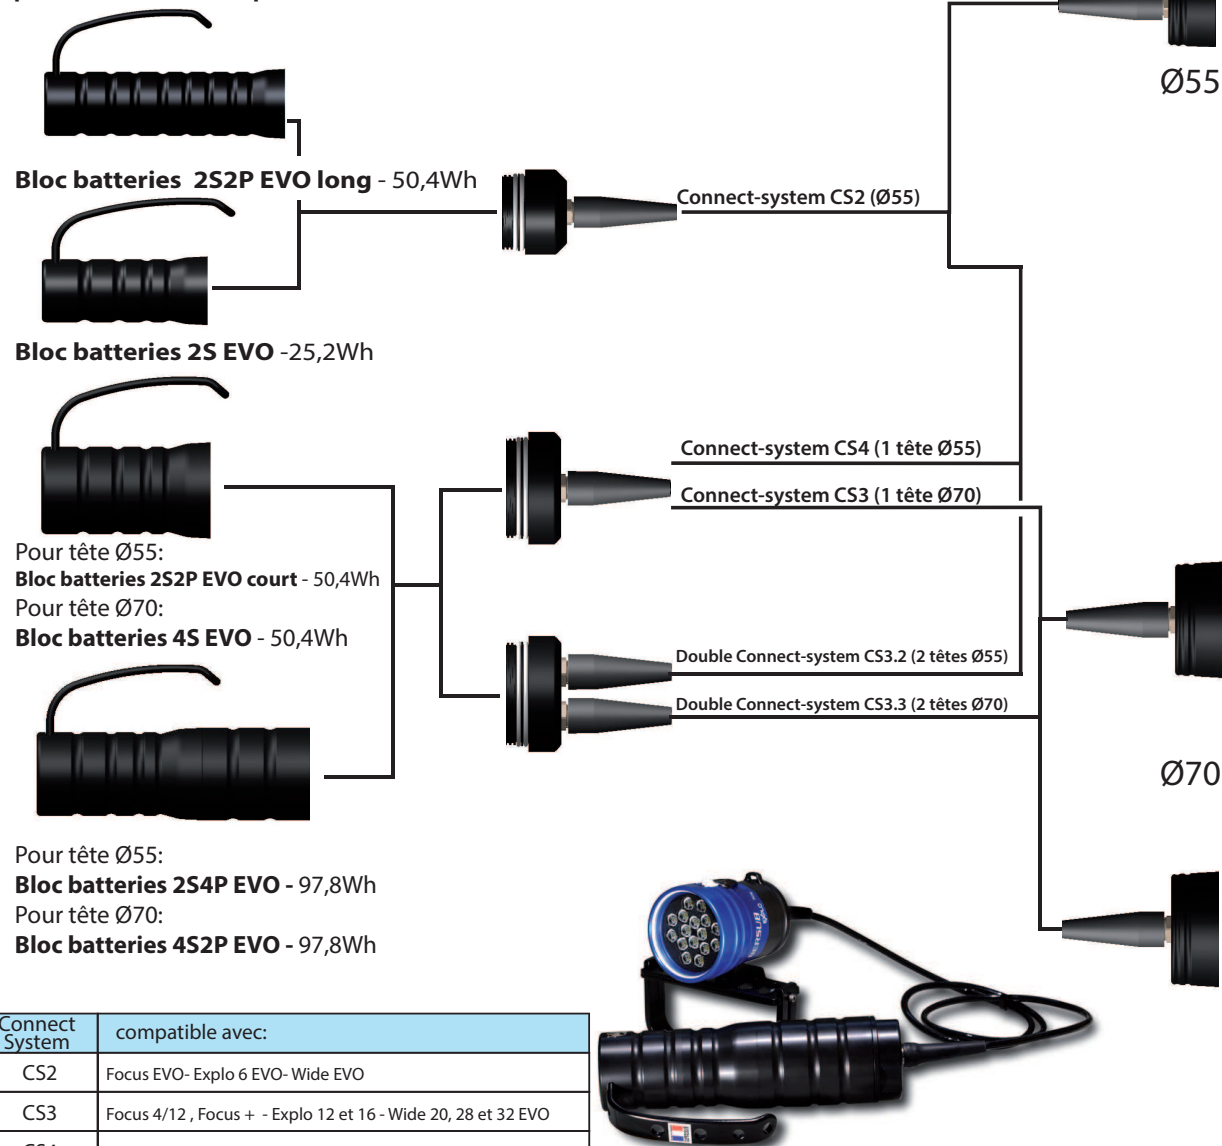 Ø55
Bloc batteries 2S2P EVO long - 50,4Wh
Connect-system CS2 (Ø55)
Bloc batteries 2S EVO -25,2Wh
Connect-system CS4 (1 tête Ø55)
Connect-system CS3 (1 tête Ø70)
Pour tête Ø55:
Bloc batteries 2S2P EVO court - 50,4Wh
Pour tête Ø70:
Bloc batteries 4S EVO - 50,4Wh
Double Connect-system CS3.2 (2 têtes Ø55)
Double Connect-system CS3.3 (2 têtes Ø70)
Ø70
Pour tête Ø55:
Bloc batteries 2S4P EVO - 97,8Wh
Pour tête Ø70:
Bloc batteries 4S2P EVO - 97,8Wh
Connect
System
compatible avec:
CS2
Focus EVO- Explo 6 EVO- Wide EVO
CS3
Focus 4/12 , Focus + - Explo 12 et 16 - Wide 20, 28 et 32 EVO